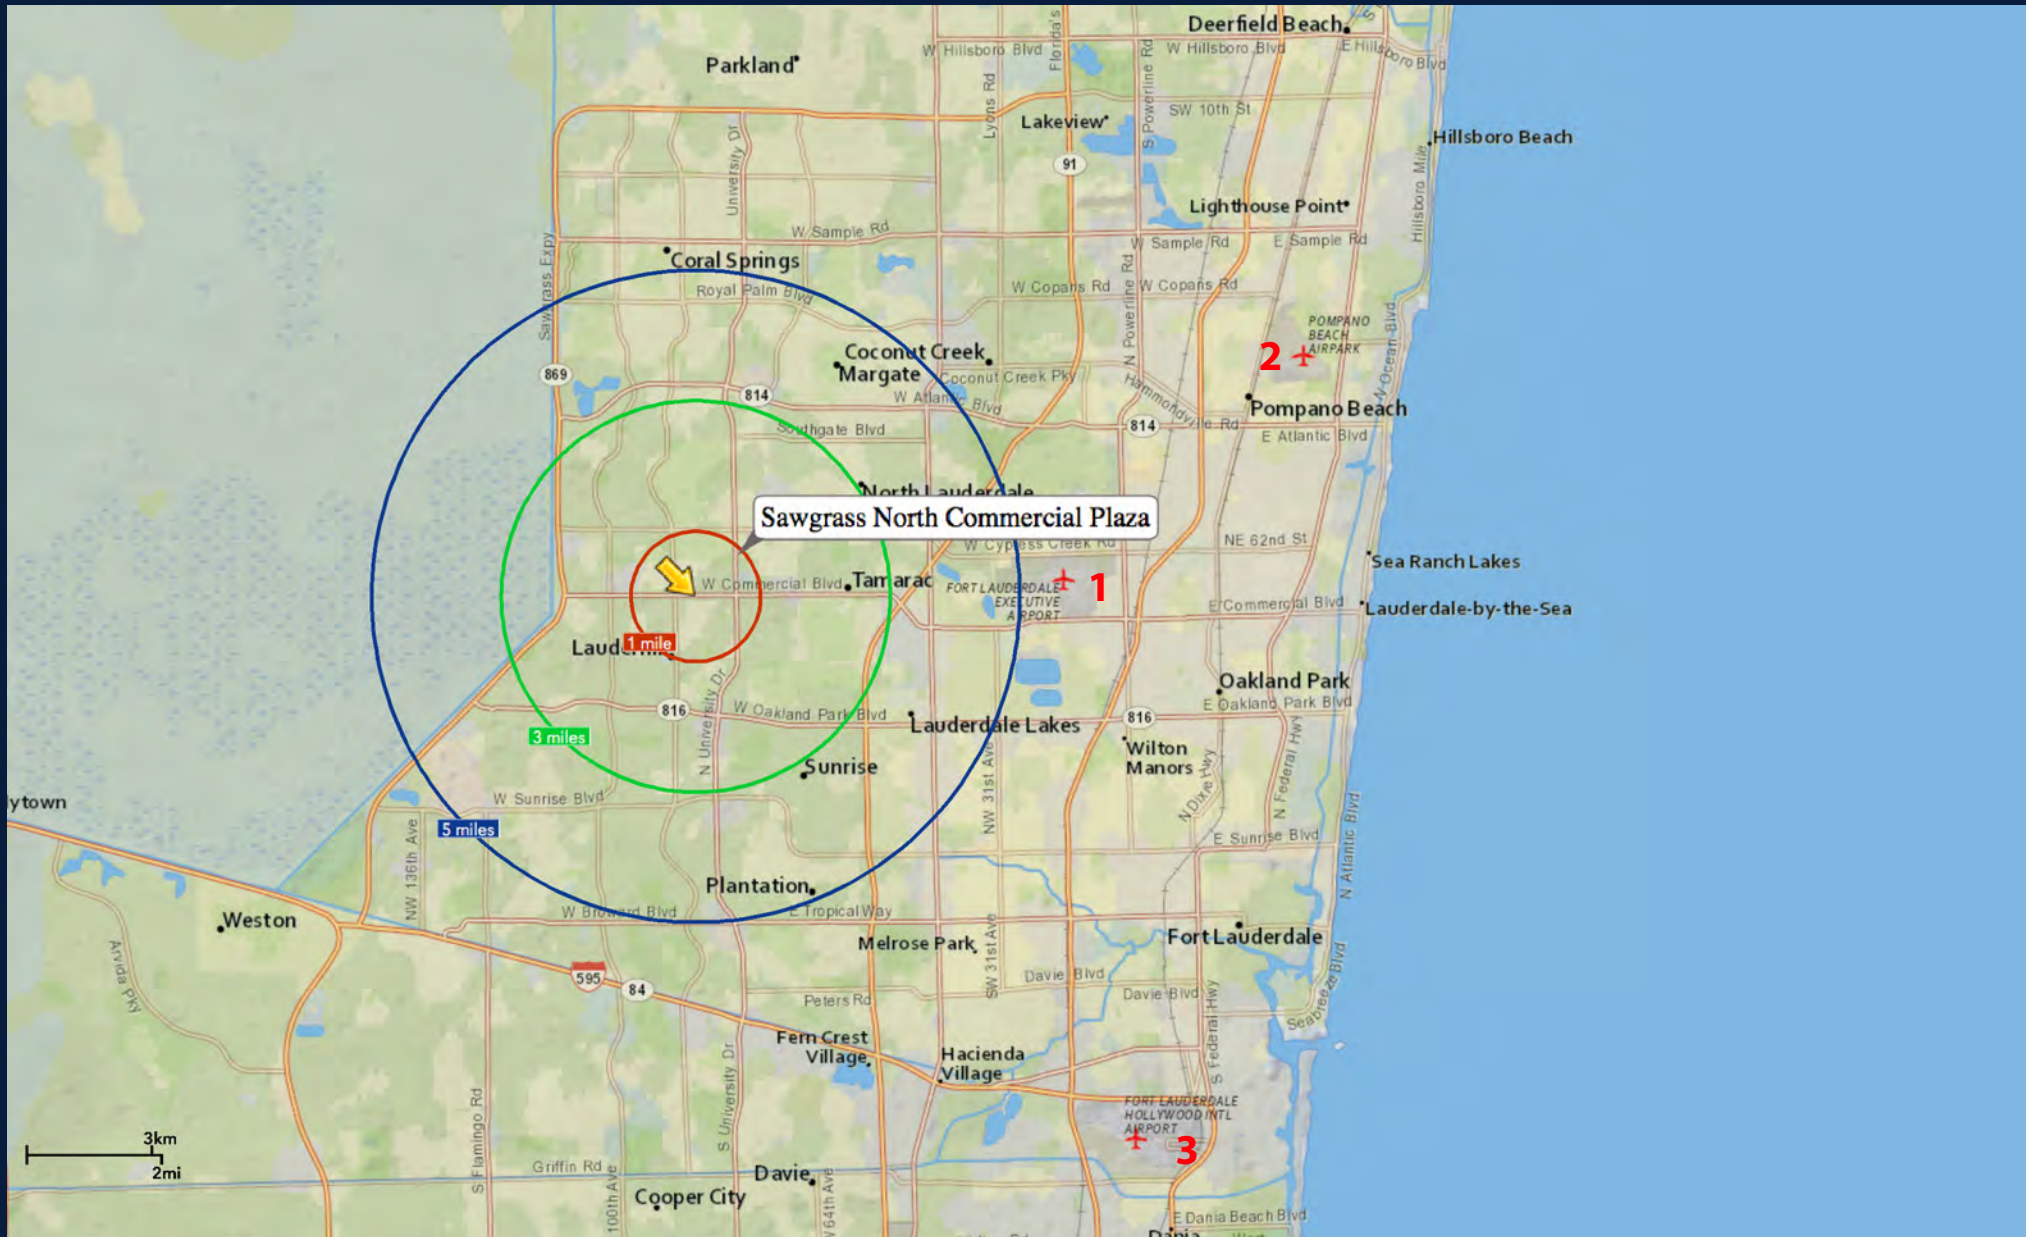 Deerfield Beach
W Hillsboro Blvd
W Hillsboro Blvd
E Hillsboro Blvd
Florida's
Parkland
Lyons Rd
S Powerline Rd
SW 10th St
Lakeview
Hillsboro Beach
University Dr
91
Hillsboro Mile
Lighthouse Point
W Sample Rd
W Sample Rd
E Sample Rd
Sawgrass Expy
Coral Springs
Royal Palm Blvd
W Copans Rd
W Copans Rd
N Powerline Rd
POMPANO
BEACH
AIRPARK
2
N Ocean Blvd
Coconut Creek
Margate
869
Coconut Creek Pky
814
W Atlantic Blvd
Hammondville Rd
Pompano Beach
Southgate Blvd
814
E Atlantic Blvd
North Lauderdale
Sawgrass North Commercial Plaza
W Cypress Creek Rd
NE 62nd St
Sea Ranch Lakes
W Commercial Blvd
Tamarac
FORT LAUDERDALE
EXECUTIVE
AIRPORT
1
E Commercial Blvd
Lauderdale-by-the-Sea
1 mile
Oakland Park
N University Dr
816
W Oakland Park Blvd
E Oakland Park Blvd
Lauderdale Lakes
816
3 miles
Wilton
Manors
NW 31st Ave
N Dixie Hwy
N Federal Hwy
Sunrise
lytown
W Sunrise Blvd
5 miles
E Sunrise Blvd
N Atlantic Blvd
NW 136th Ave
Plantation
W Broward Blvd
E Tropical Way
Weston
Arvida Pky
Melrose Park
SW 31st Ave
Fort Lauderdale
595
84
Davie Blvd
Davie Blvd
Peters Rd
S Federal Hwy
Seabreeze Blvd
Fern Crest
Village
Hacienda
Village
S University Dr
S Flamingo Rd
FORT LAUDERDALE
HOLLYWOOD INTL
AIRPORT
3
3km
2mi
Griffin Rd
Davie
100th Ave
Cooper City
64th Ave
E Dania Beach Blvd
Dania